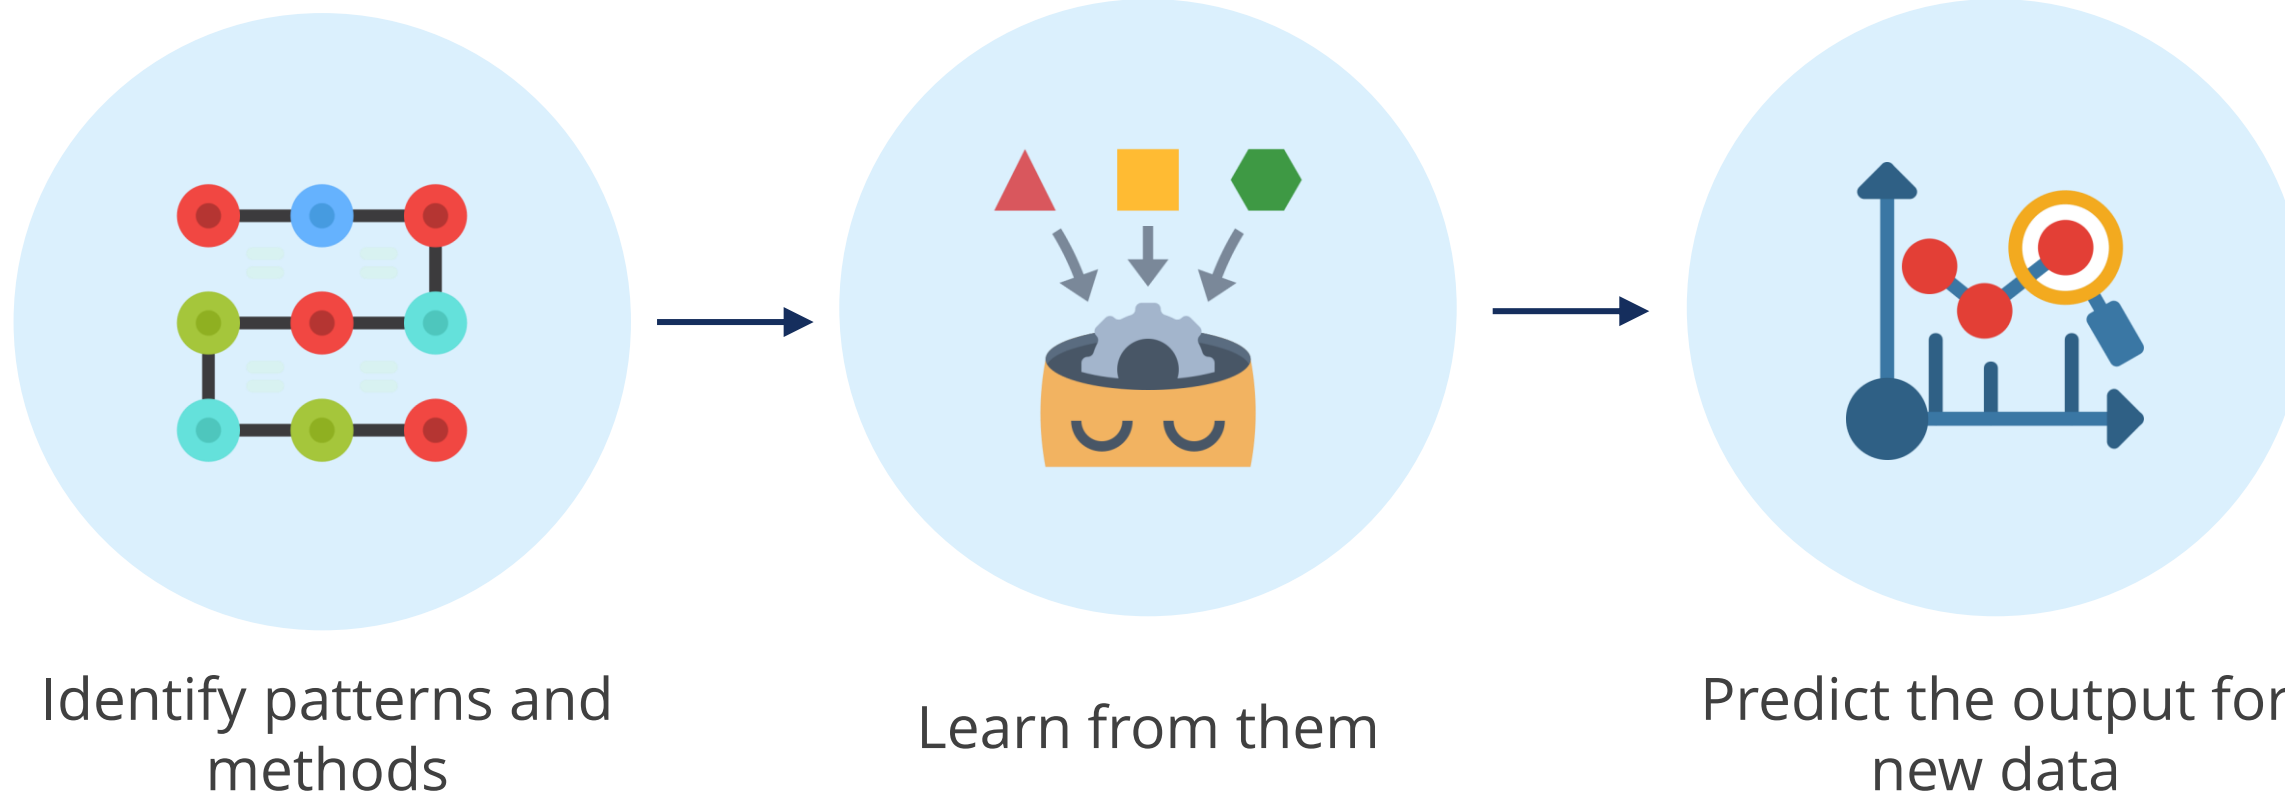 Identify patterns and
methods
Learn from them
Predict the output for
new data